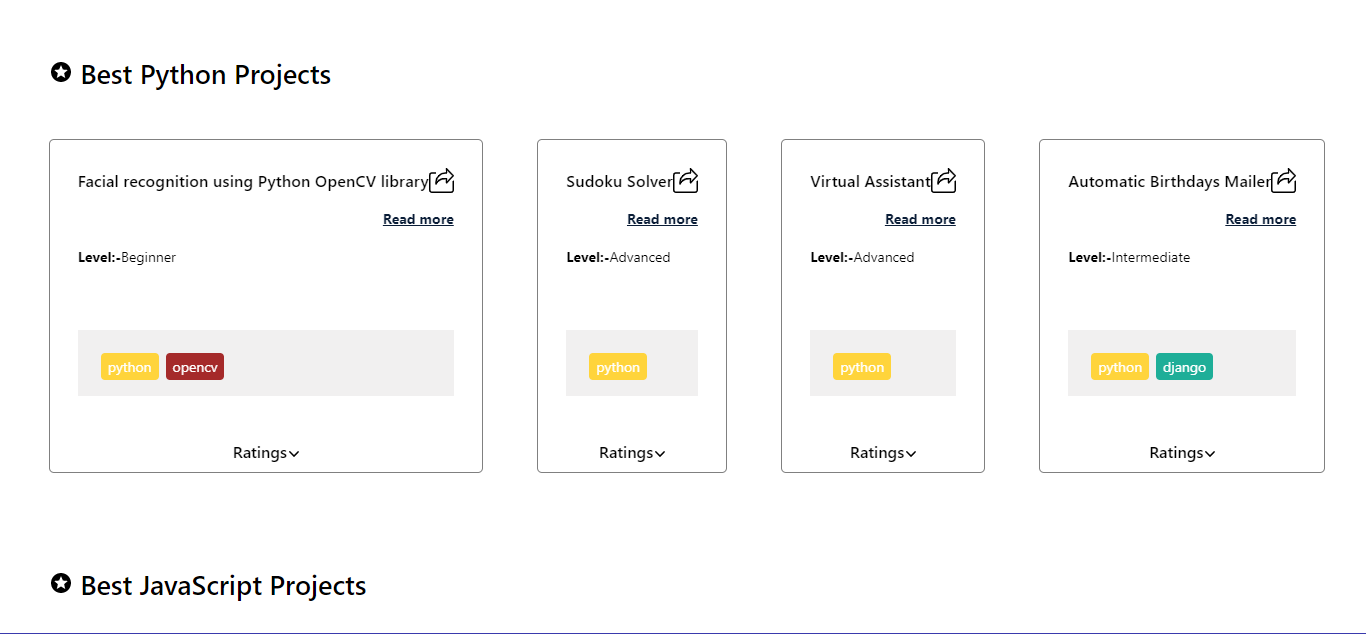 Best Python Projects
Facial recognition using Python OpenCV library
Read more
Level:-Beginner
python opencv
Ratings
Sudoku Solver
Read more
Level:-Advanced
python
Ratings
Virtual Assistant
Read more
Level:-Advanced
python
Ratings
Automatic Birthdays Mailer
Read more
Level:-Intermediate
python django
Ratings
Best JavaScript Projects